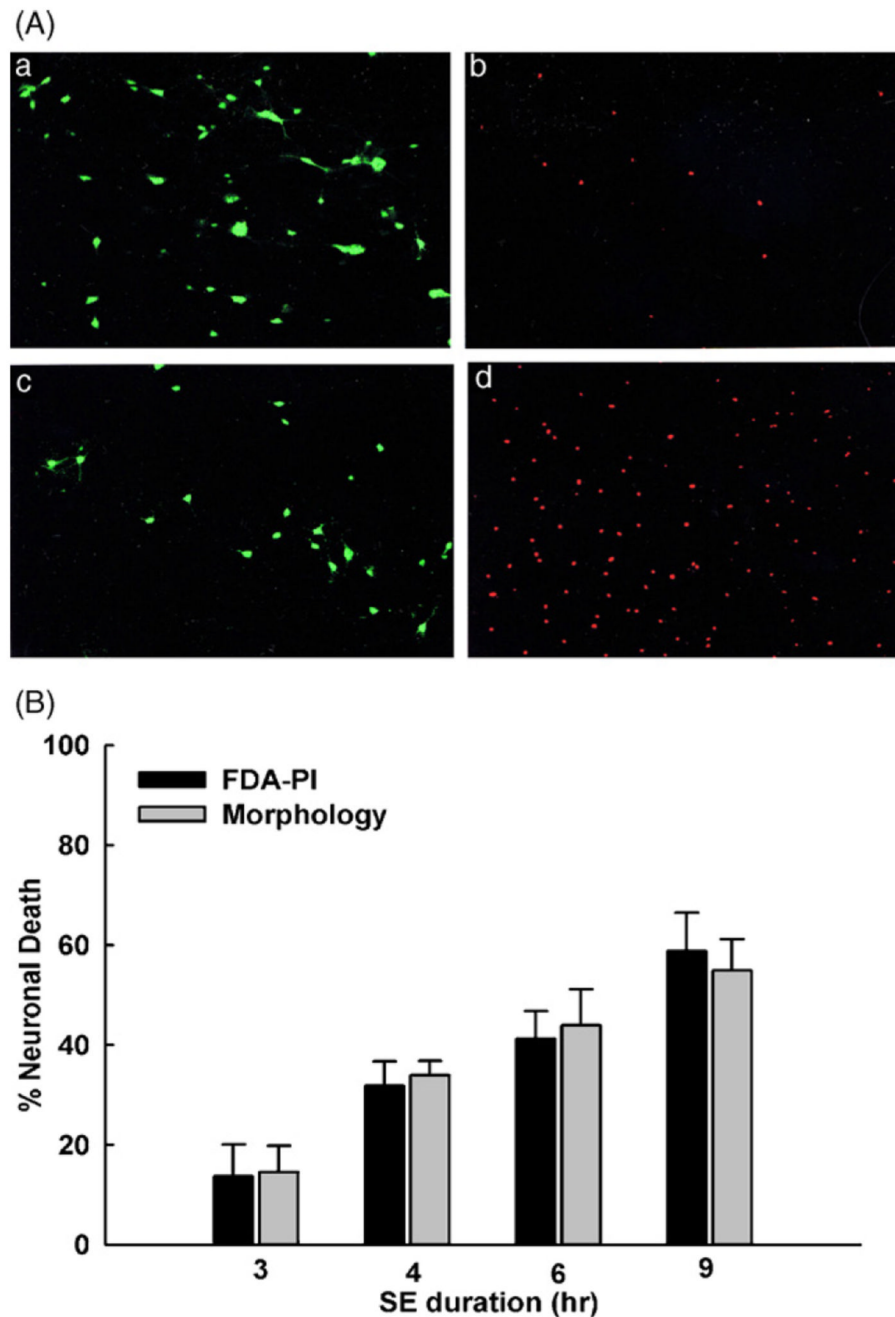 (A)
a
b
c
d
(B)
100
80
60
40
20
0
% Neuronal Death
FDA-PI
Morphology
3 4 6 9
SE duration (hr)